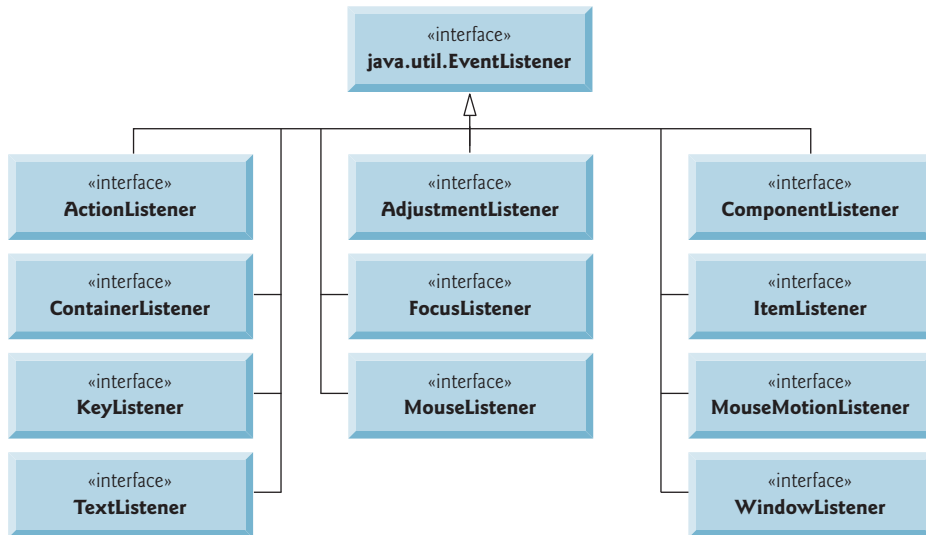 «interface»
java.util.EventListener
«interface»
ActionListener
«interface»
AdjustmentListener
«interface»
ComponentListener
«interface»
ContainerListener
«interface»
FocusListener
«interface»
ItemListener
«interface»
KeyListener
«interface»
MouseListener
«interface»
MouseMotionListener
«interface»
TextListener
«interface»
WindowListener